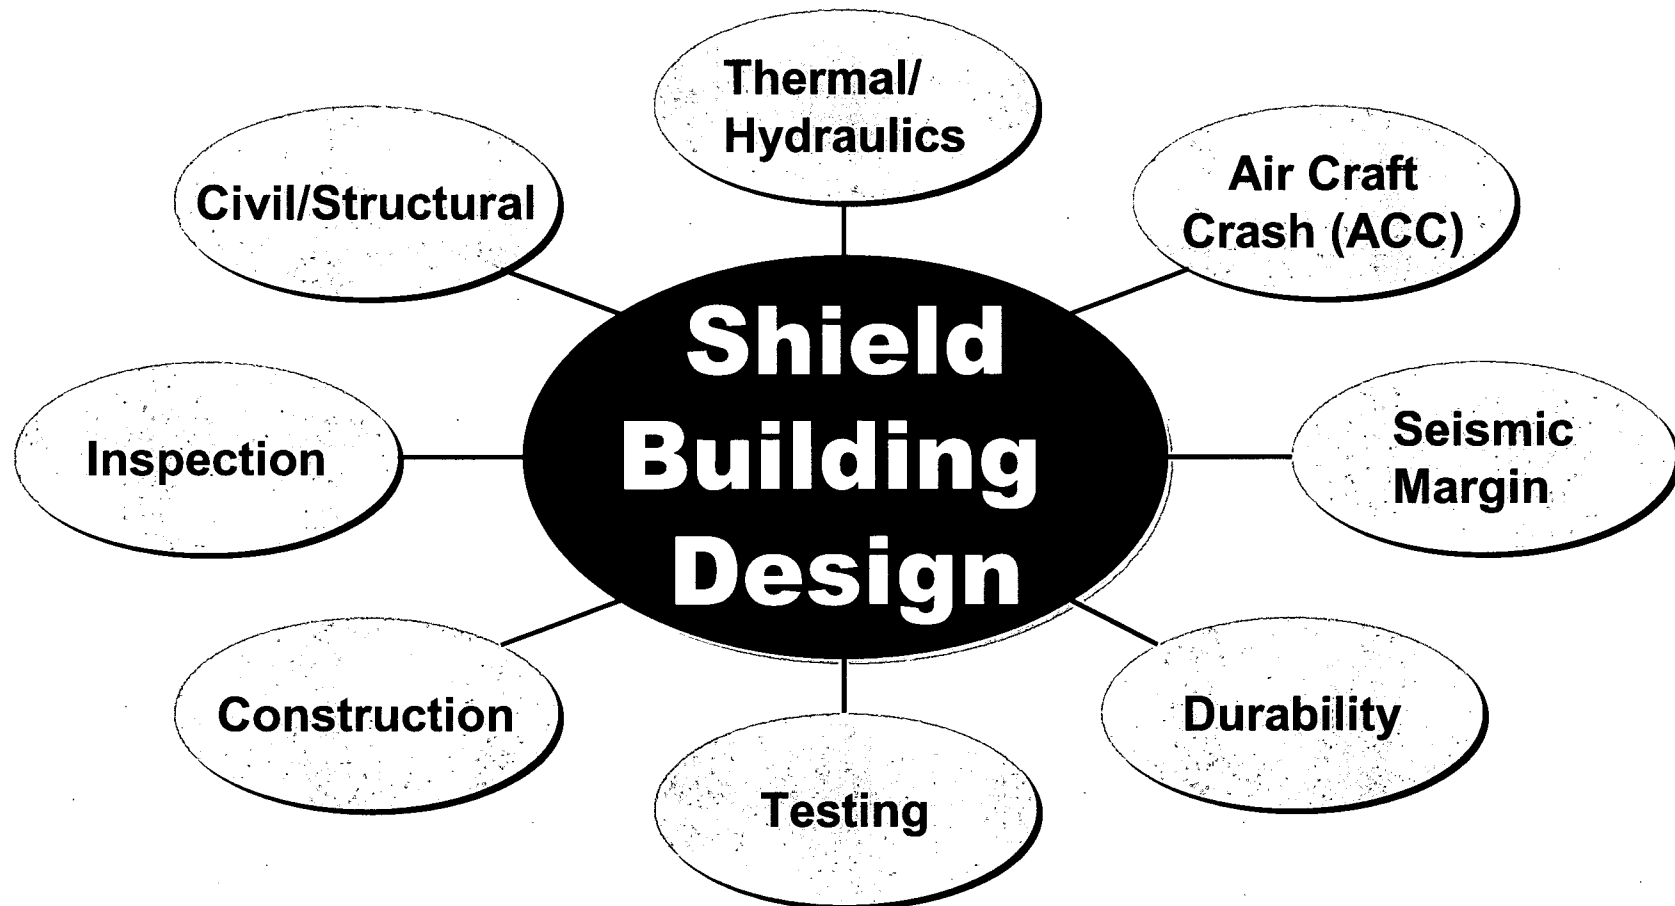 Thermal/
Hydraulics
Air Craft
Crash (ACC)
Civil/Structural
Shield
Building
Design
Seismic
Margin
Inspection
Construction
Durability
Testing